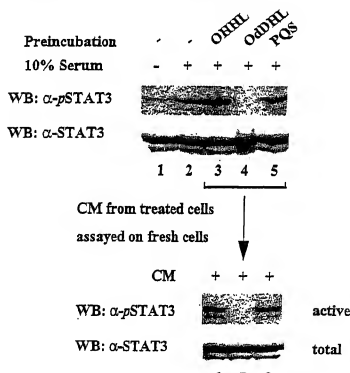 OHHL OdDHL PQS
Preincubation - -
10% Serum - + + + +
WB: α-pSTAT3
WB: α-STAT3
1 2 3 4 5
CM from treated cells
assayed on fresh cells
CM + + +
WB: α-pSTAT3 active
WB: α-STAT3 total